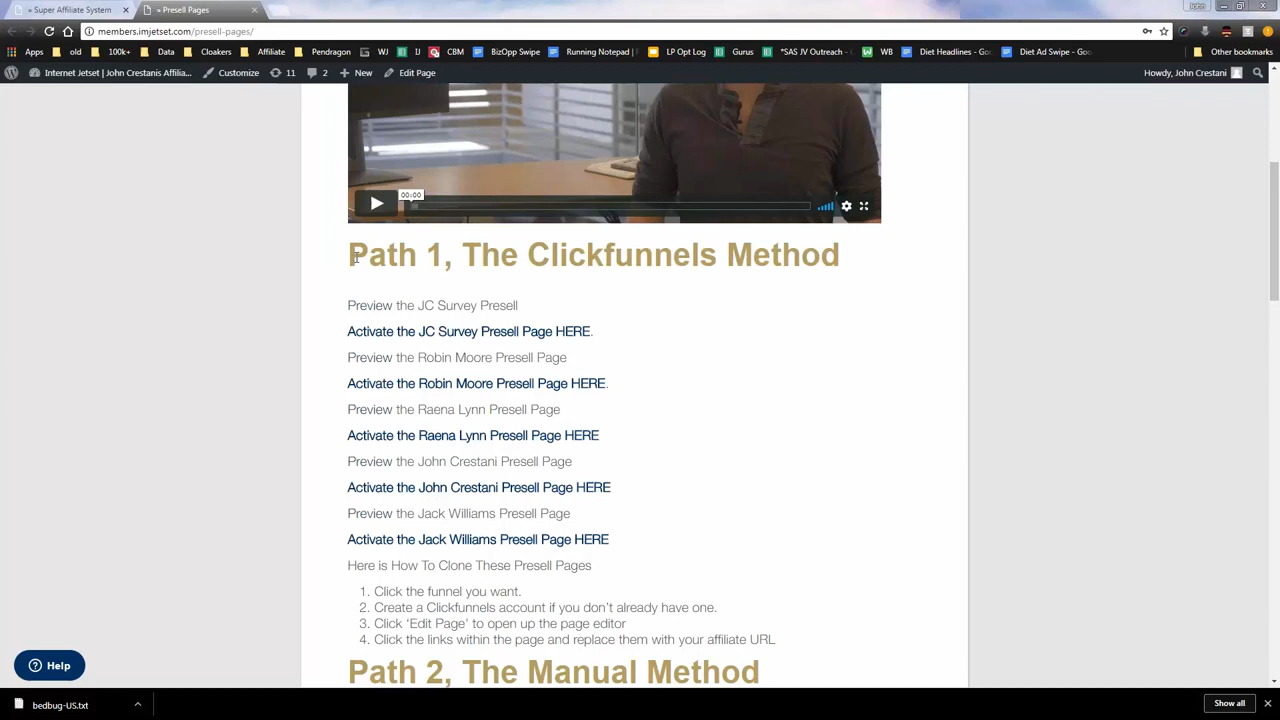 » Super Affiliate System
» Presell Pages
John
members.imjetset.com/presell-pages/
Apps
old
100k+
Data
Cloakers
Affiliate
Pendragon
WJ
IJ
CBM
BizOpp Swipe
Running Notepad
LP Opt Log
Gurus
*SAS JV Outreach - G
WB
Diet Headlines - Go
Diet Ad Swipe - Goo
Other bookmarks
Internet Jetset | John Crestanis Affilia...
Customize
11
2
New
Edit Page
Howdy, John Crestani
00:00
Path 1, The Clickfunnels Method
Preview the JC Survey Presell
Activate the JC Survey Presell Page HERE.
Preview the Robin Moore Presell Page
Activate the Robin Moore Presell Page HERE.
Preview the Raena Lynn Presell Page
Activate the Raena Lynn Presell Page HERE
Preview the John Crestani Presell Page
Activate the John Crestani Presell Page HERE
Preview the Jack Williams Presell Page
Activate the Jack Williams Presell Page HERE
Here is How To Clone These Presell Pages
1. Click the funnel you want.
2. Create a Clickfunnels account if you don't already have one.
3. Click 'Edit Page' to open up the page editor
4. Click the links within the page and replace them with your affiliate URL
Path 2, The Manual Method
Help
bedbug-US.txt
Show all